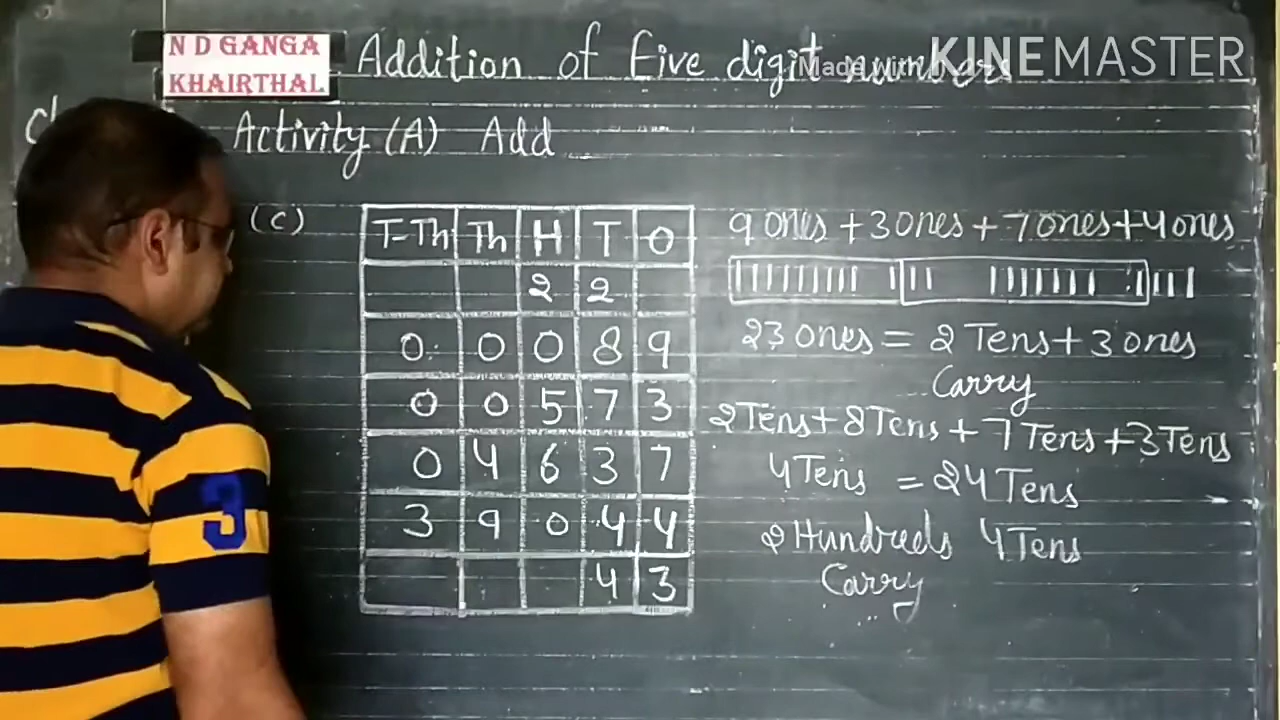 N D GANGA
KHAIRTHAL
Addition of Five digit numbers
Made with
KINEMASTER
Activity (A) Add
(C)
T-Th Th H T O
2 2
0 0 0 8 9
0 0 5 7 3
0 4 6 3 7
3 9 0 4 4
4 3
9 Ones + 3 Ones + 7 Ones + 4 Ones
23 Ones = 2 Tens + 3 Ones
Carry
2 Tens + 8 Tens + 7 Tens + 3 Tens
4 Tens = 24 Tens
2 Hundreds 4 Tens
Carry
3